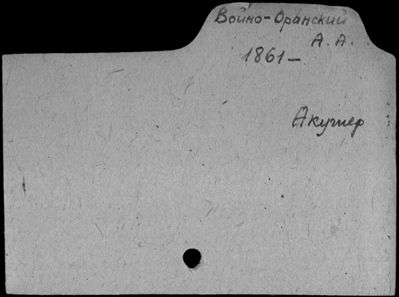 Войно-Оранский
А. А.
1861—
Акушер